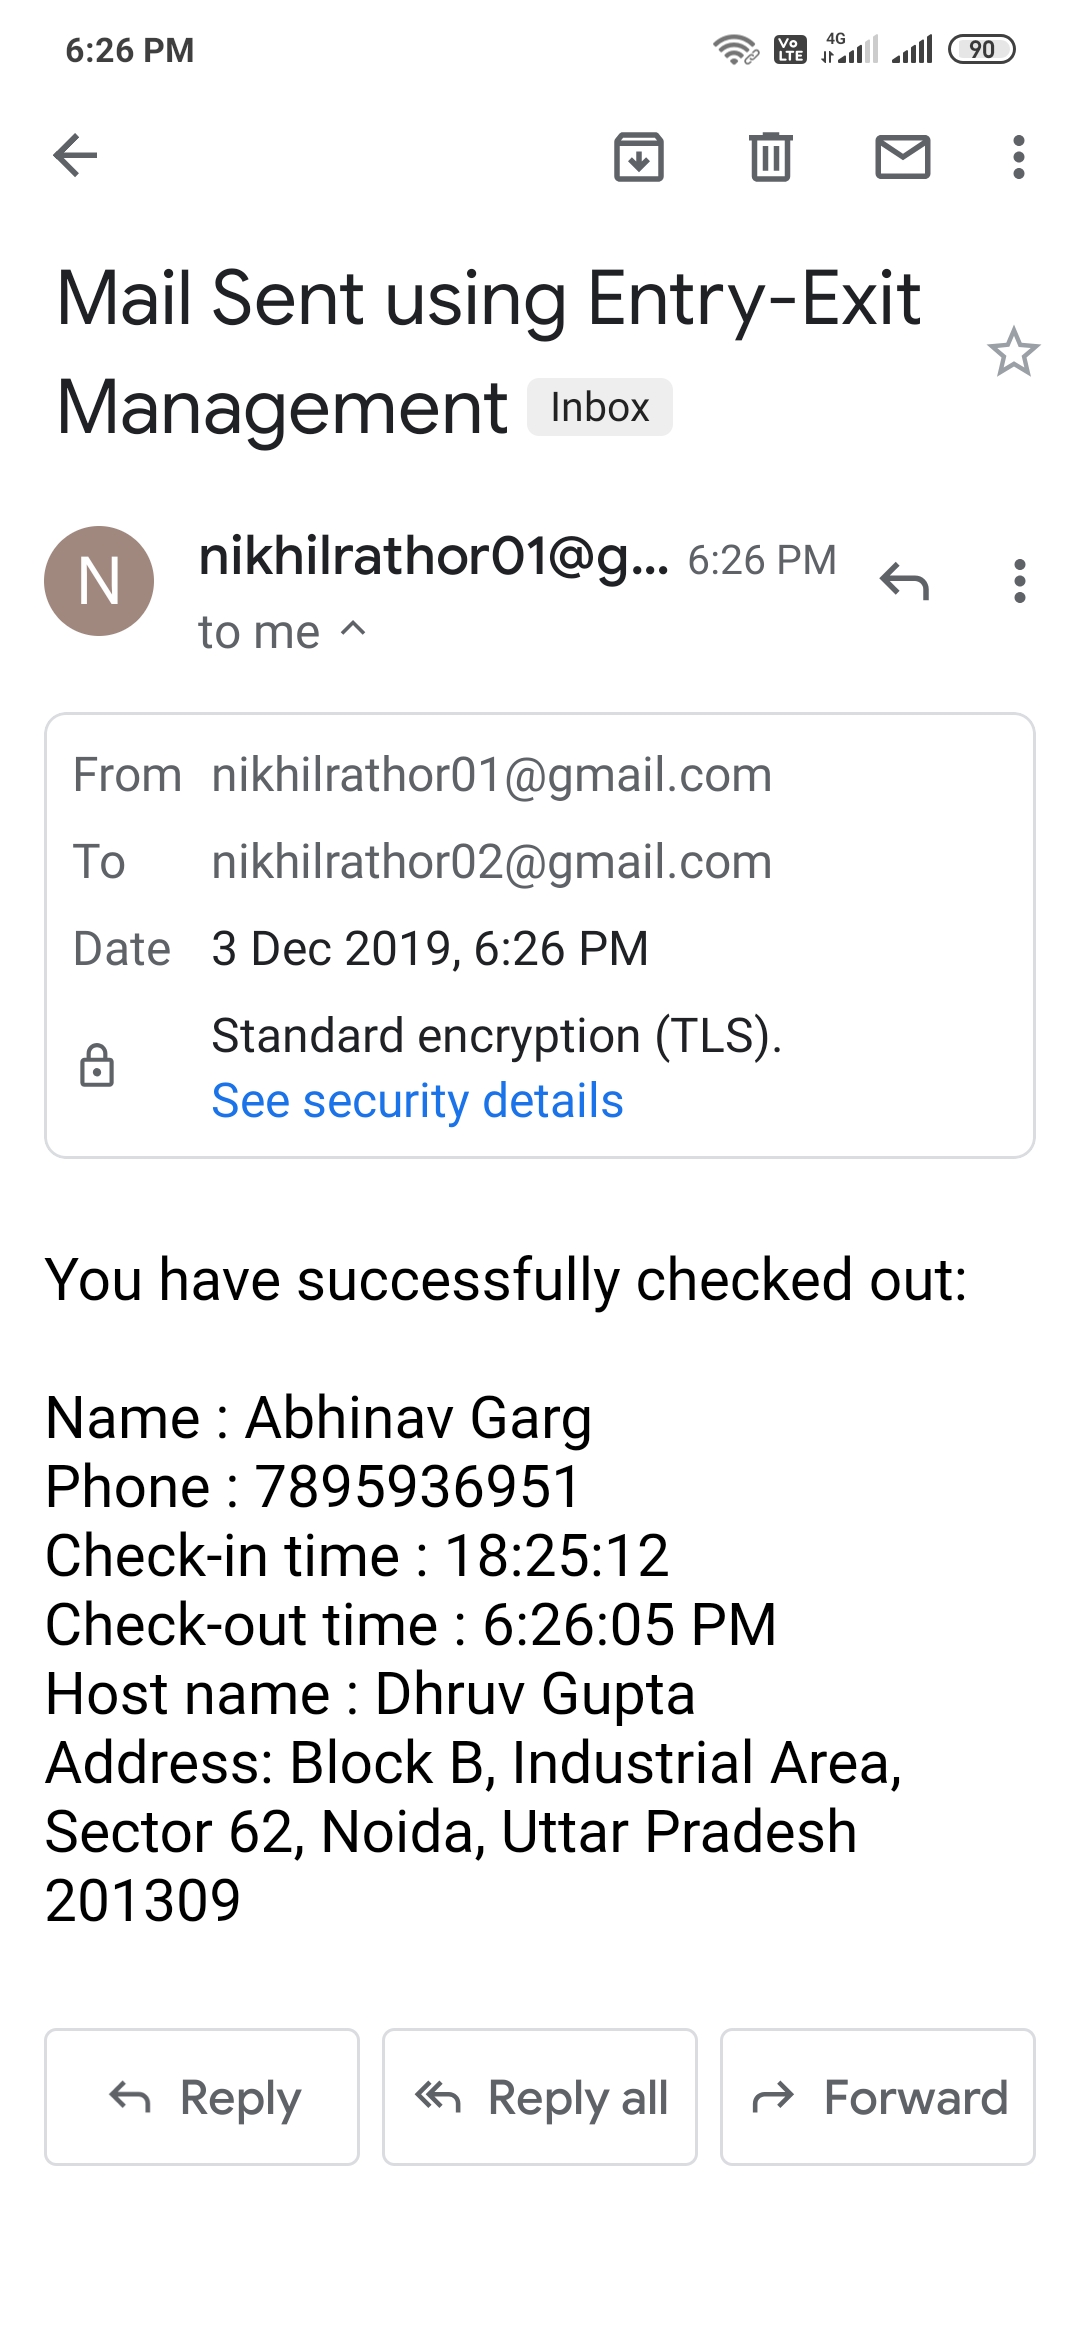 6:26 PM
Vo LTE 4G 90
Mail Sent using Entry-Exit
Management Inbox
N
nikhilrathor01@g... 6:26 PM
to me
From nikhilrathor01@gmail.com
To nikhilrathor02@gmail.com
Date 3 Dec 2019, 6:26 PM
Standard encryption (TLS).
See security details
You have successfully checked out:
Name : Abhinav Garg
Phone : 7895936951
Check-in time : 18:25:12
Check-out time : 6:26:05 PM
Host name : Dhruv Gupta
Address: Block B, Industrial Area,
Sector 62, Noida, Uttar Pradesh
201309
Reply Reply all Forward